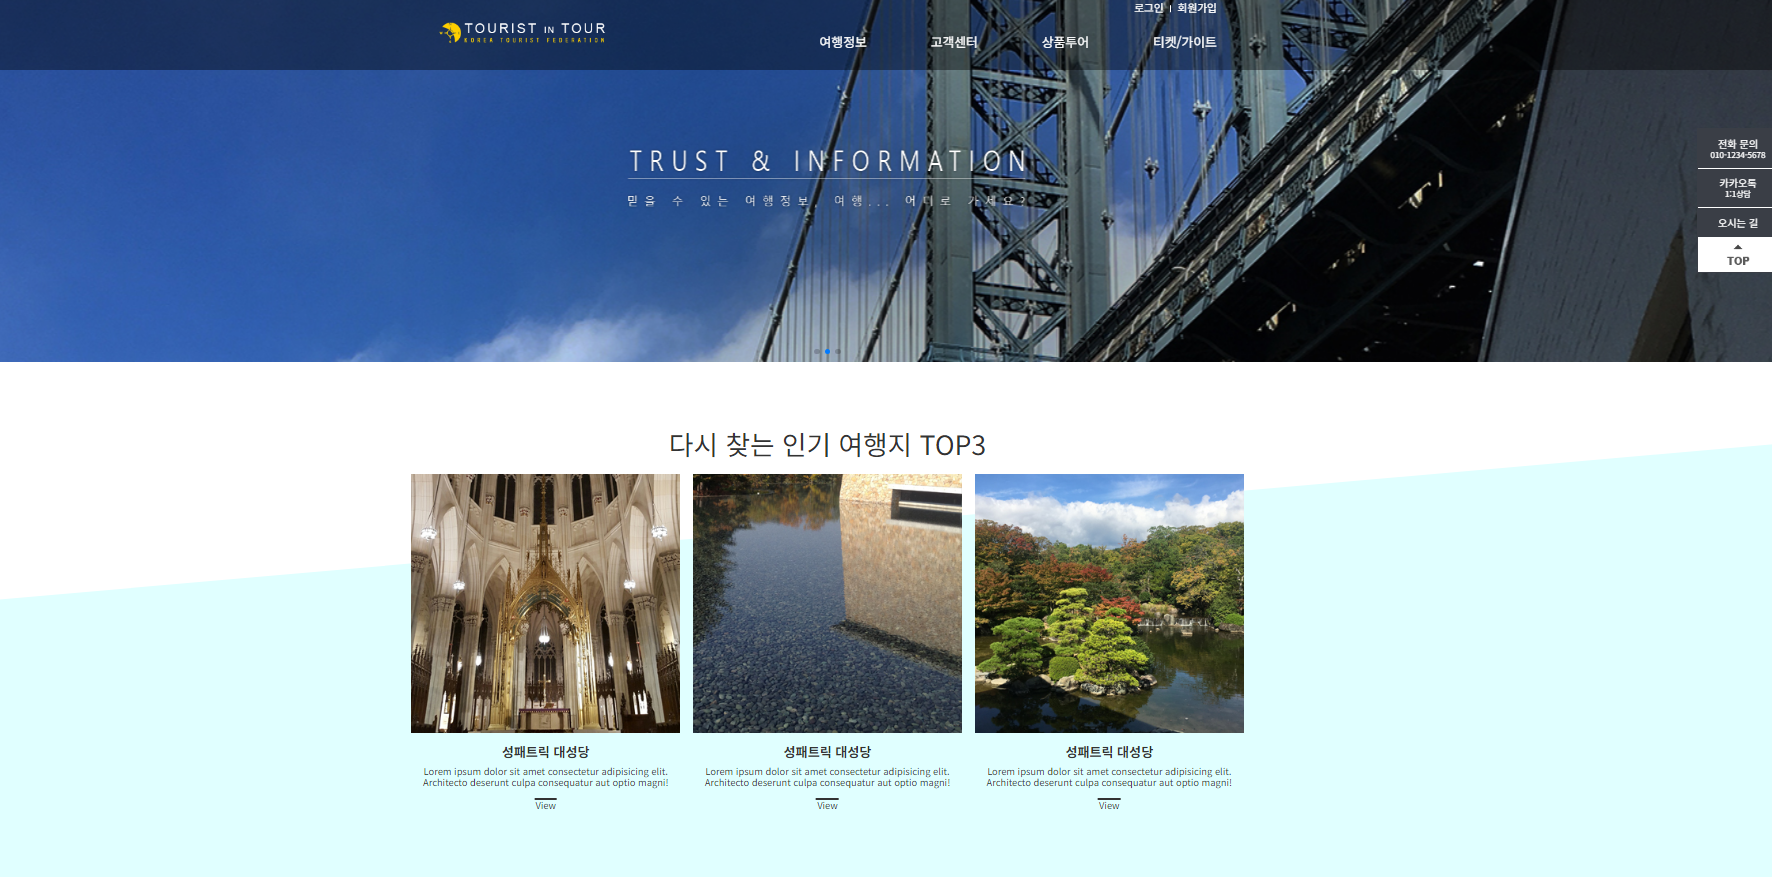 로그인 | 회원가입
TOURIST IN TOUR
KOREA TOURIST FEDERATION
여행정보 고객센터 상품투어 티켓/가이트
TRUST & INFORMATION
믿을 수 있는 여행정보, 여행... 어디로 가세요?
전화 문의
010-1234-5678
카카오톡
1:1상담
오시는 길
TOP
다시 찾는 인기 여행지 TOP3
성패트릭 대성당
Lorem ipsum dolor sit amet consectetur adipisicing elit.
Architecto deserunt culpa consequatur aut optio magni!
View
성패트릭 대성당
Lorem ipsum dolor sit amet consectetur adipisicing elit.
Architecto deserunt culpa consequatur aut optio magni!
View
성패트릭 대성당
Lorem ipsum dolor sit amet consectetur adipisicing elit.
Architecto deserunt culpa consequatur aut optio magni!
View